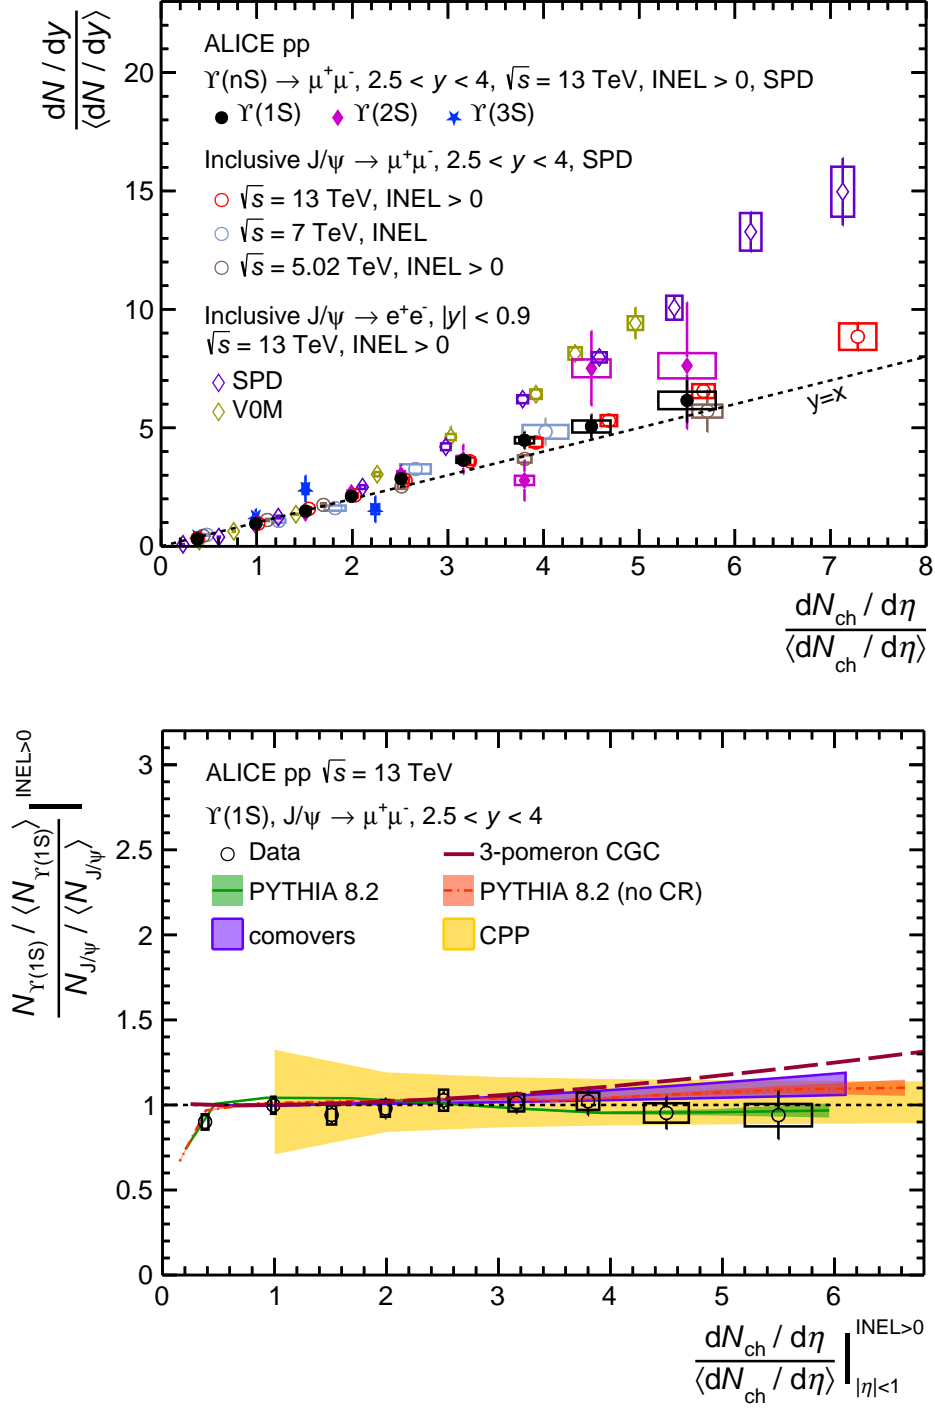 dN / dy
⟨dN / dy⟩
20
15
10
5
0
ALICE pp
ϒ(nS) → μ⁺μ⁻, 2.5 < y < 4, √s = 13 TeV, INEL > 0, SPD
ϒ(1S) ϒ(2S) ϒ(3S)
Inclusive J/ψ → μ⁺μ⁻, 2.5 < y < 4, SPD
√s = 13 TeV, INEL > 0
√s = 7 TeV, INEL
√s = 5.02 TeV, INEL > 0
Inclusive J/ψ → e⁺e⁻, |y| < 0.9
√s = 13 TeV, INEL > 0
SPD
V0M
y=x
0 1 2 3 4 5 6 7 8
dN_ch / dη
⟨dN_ch / dη⟩
N_ϒ(1S) / ⟨N_ϒ(1S)⟩
N_J/ψ / ⟨N_J/ψ⟩
INEL>0
3
2.5
2
1.5
1
0.5
0
ALICE pp √s = 13 TeV
ϒ(1S), J/ψ → μ⁺μ⁻, 2.5 < y < 4
Data 3-pomeron CGC
PYTHIA 8.2 PYTHIA 8.2 (no CR)
comovers CPP
0 1 2 3 4 5 6
dN_ch / dη
⟨dN_ch / dη⟩
INEL>0
|η|<1